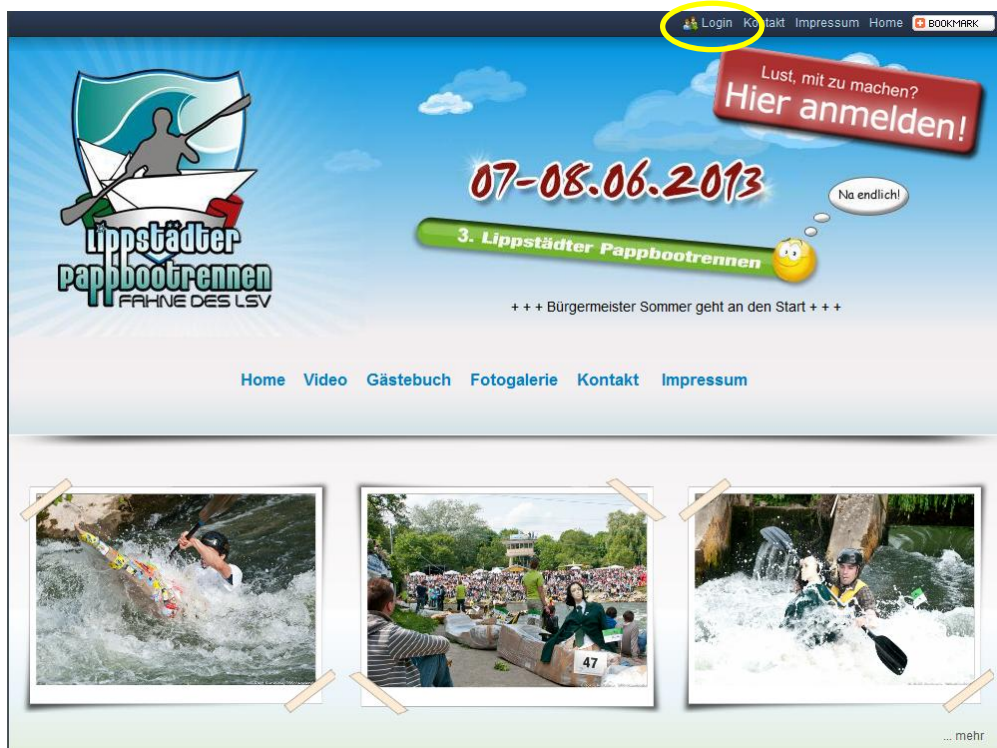 Login Kontakt Impressum Home BOOKMARK
Lust, mit zu machen?
Hier anmelden!
07-08.06.2013
Na endlich!
3. Lippstädter Pappbootrennen
Lippstädter
pappbootrennen
FAHNE DES LSV
+ + + Bürgermeister Sommer geht an den Start + + +
Home Video Gästebuch Fotogalerie Kontakt Impressum
47
... mehr